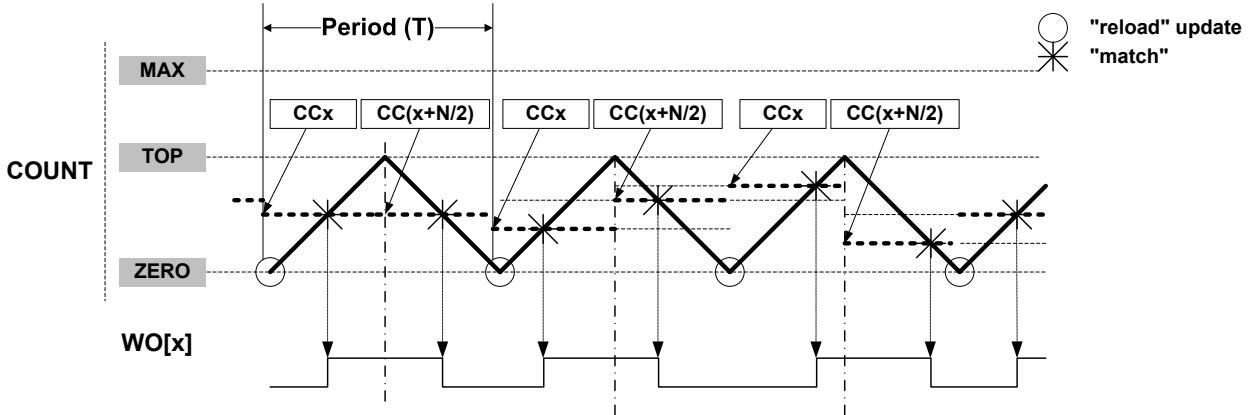 Period (T)
"reload" update
"match"
MAX
CCx
CC(x+N/2)
CCx
CC(x+N/2)
CCx
CC(x+N/2)
COUNT
TOP
ZERO
WO[x]